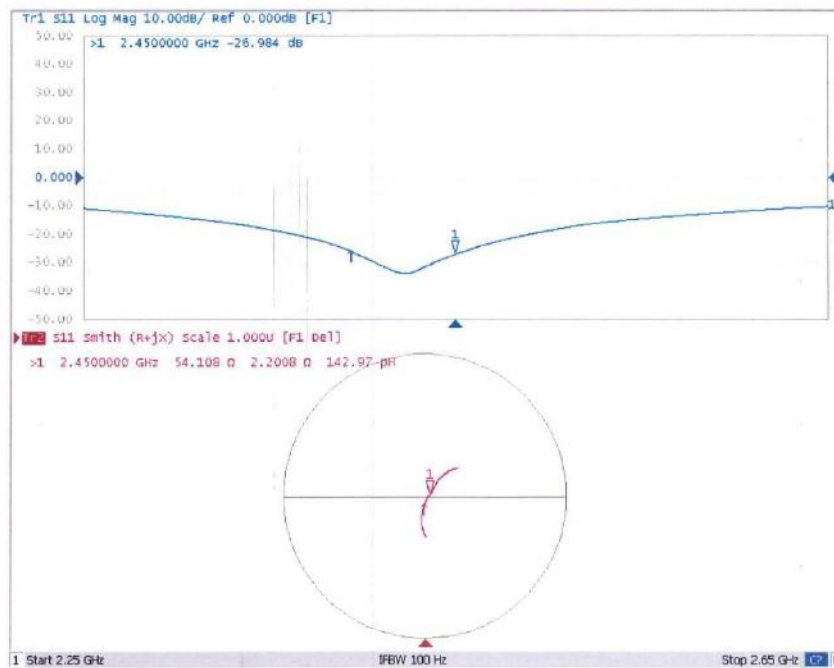 Tr1 S11 Log Mag 10.00dB/ Ref 0.000dB [F1]
50.00
>1 2.4500000 GHz -26.984 dB
40.00
30.00
20.00
10.00
0.000
-10.00
1
-20.00
1
-30.00
-40.00
-50.00
Tr2 S11 Smith (R+jX) Scale 1.000U [F1 Del]
>1 2.4500000 GHz 54.108 Ω 2.2008 Ω 142.97 pH
1
1 Start 2.25 GHz IFBW 100 Hz Stop 2.65 GHz C?